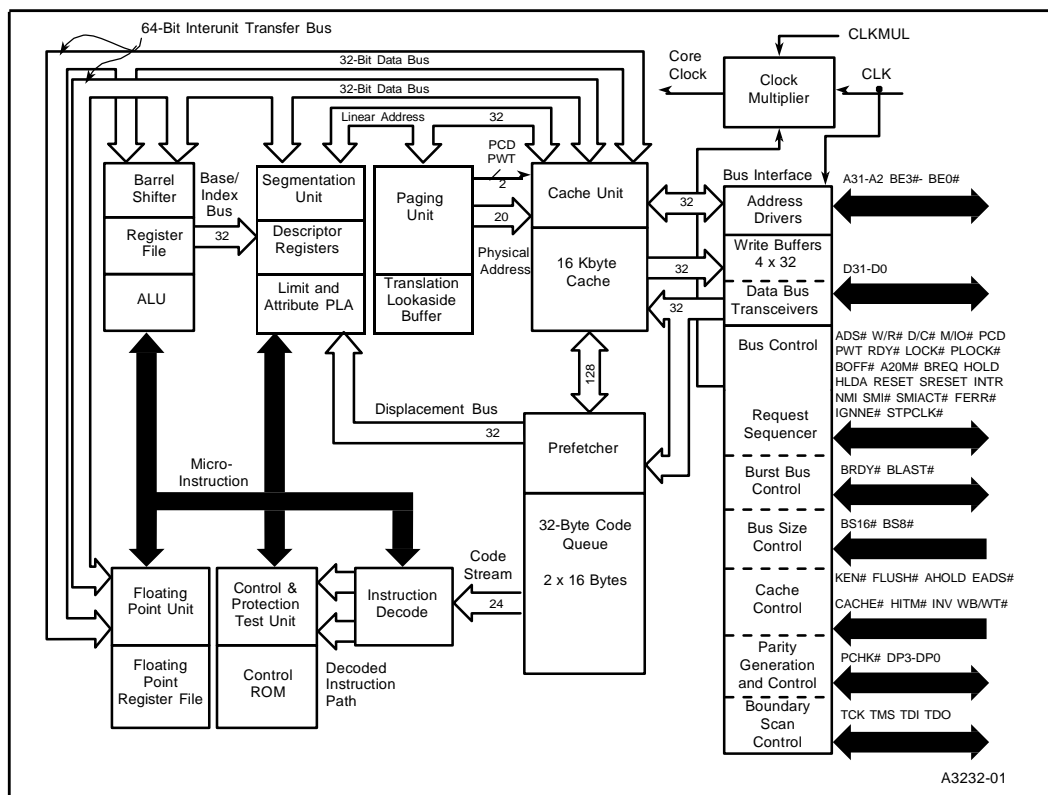 64-Bit Interunit Transfer Bus
32-Bit Data Bus
32-Bit Data Bus
Linear Address
32
CLKMUL
Core
Clock
Clock
Multiplier
CLK
Barrel
Shifter
Register
File
ALU
Base/
Index
Bus
32
Segmentation
Unit
Descriptor
Registers
Limit and
Attribute PLA
Paging
Unit
Translation
Lookaside
Buffer
PCD
PWT
2
20
Physical
Address
Cache Unit
16 Kbyte
Cache
32
32
32
128
Bus Interface
Address
Drivers
Write Buffers
4 x 32
Data Bus
Transceivers
Bus Control
Request
Sequencer
Burst Bus
Control
Bus Size
Control
Cache
Control
Parity
Generation
and Control
Boundary
Scan
Control
A31-A2 BE3#- BE0#
D31-D0
ADS# W/R# D/C# M/IO# PCD
PWT RDY# LOCK# PLOCK#
BOFF# A20M# BREQ HOLD
HLDA RESET SRESET INTR
NMI SMI# SMIACT# FERR#
IGNNE# STPCLK#
BRDY# BLAST#
BS16# BS8#
KEN# FLUSH# AHOLD EADS#
CACHE# HITM# INV WB/WT#
PCHK# DP3-DP0
TCK TMS TDI TDO
Displacement Bus
32
Micro-
Instruction
Prefetcher
32-Byte Code
Queue
2 x 16 Bytes
Code
Stream
24
Instruction
Decode
Decoded
Instruction
Path
Control &
Protection
Test Unit
Control
ROM
Floating
Point Unit
Floating
Point
Register File
A3232-01